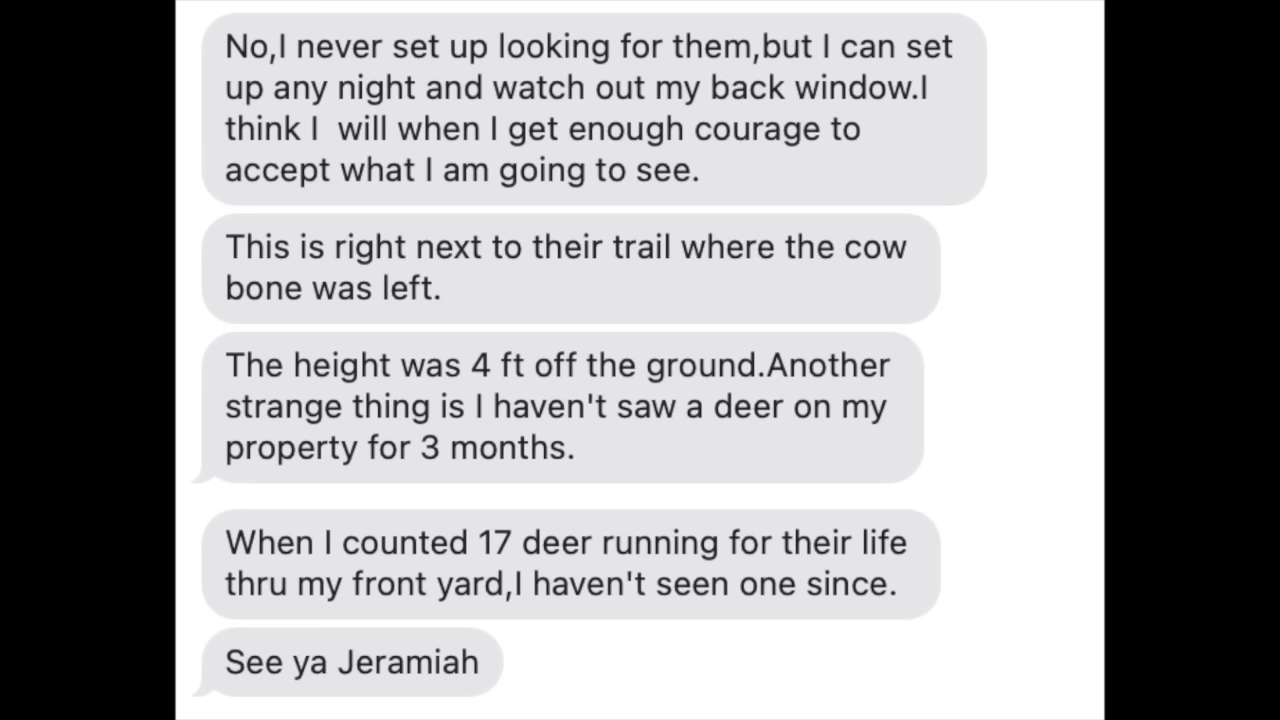 No,I never set up looking for them,but I can set
up any night and watch out my back window.I
think I  will when I get enough courage to
accept what I am going to see.
This is right next to their trail where the cow
bone was left.
The height was 4 ft off the ground.Another
strange thing is I haven't saw a deer on my
property for 3 months.
When I counted 17 deer running for their life
thru my front yard,I haven't seen one since.
See ya Jeramiah